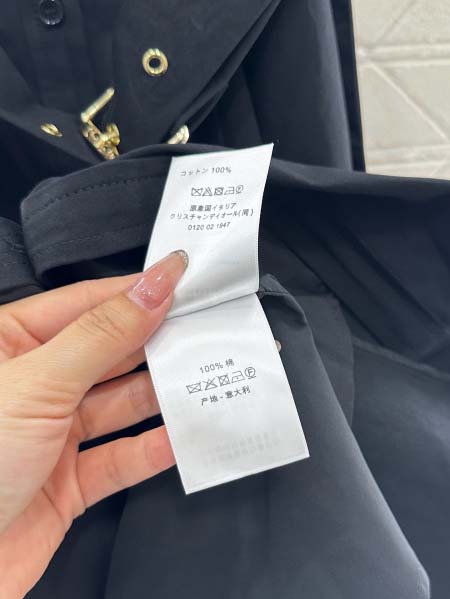 コットン 100%
原産国イタリア
クリスチャンディオール(同)
0120 02 1947
100% 棉
产地 - 意大利